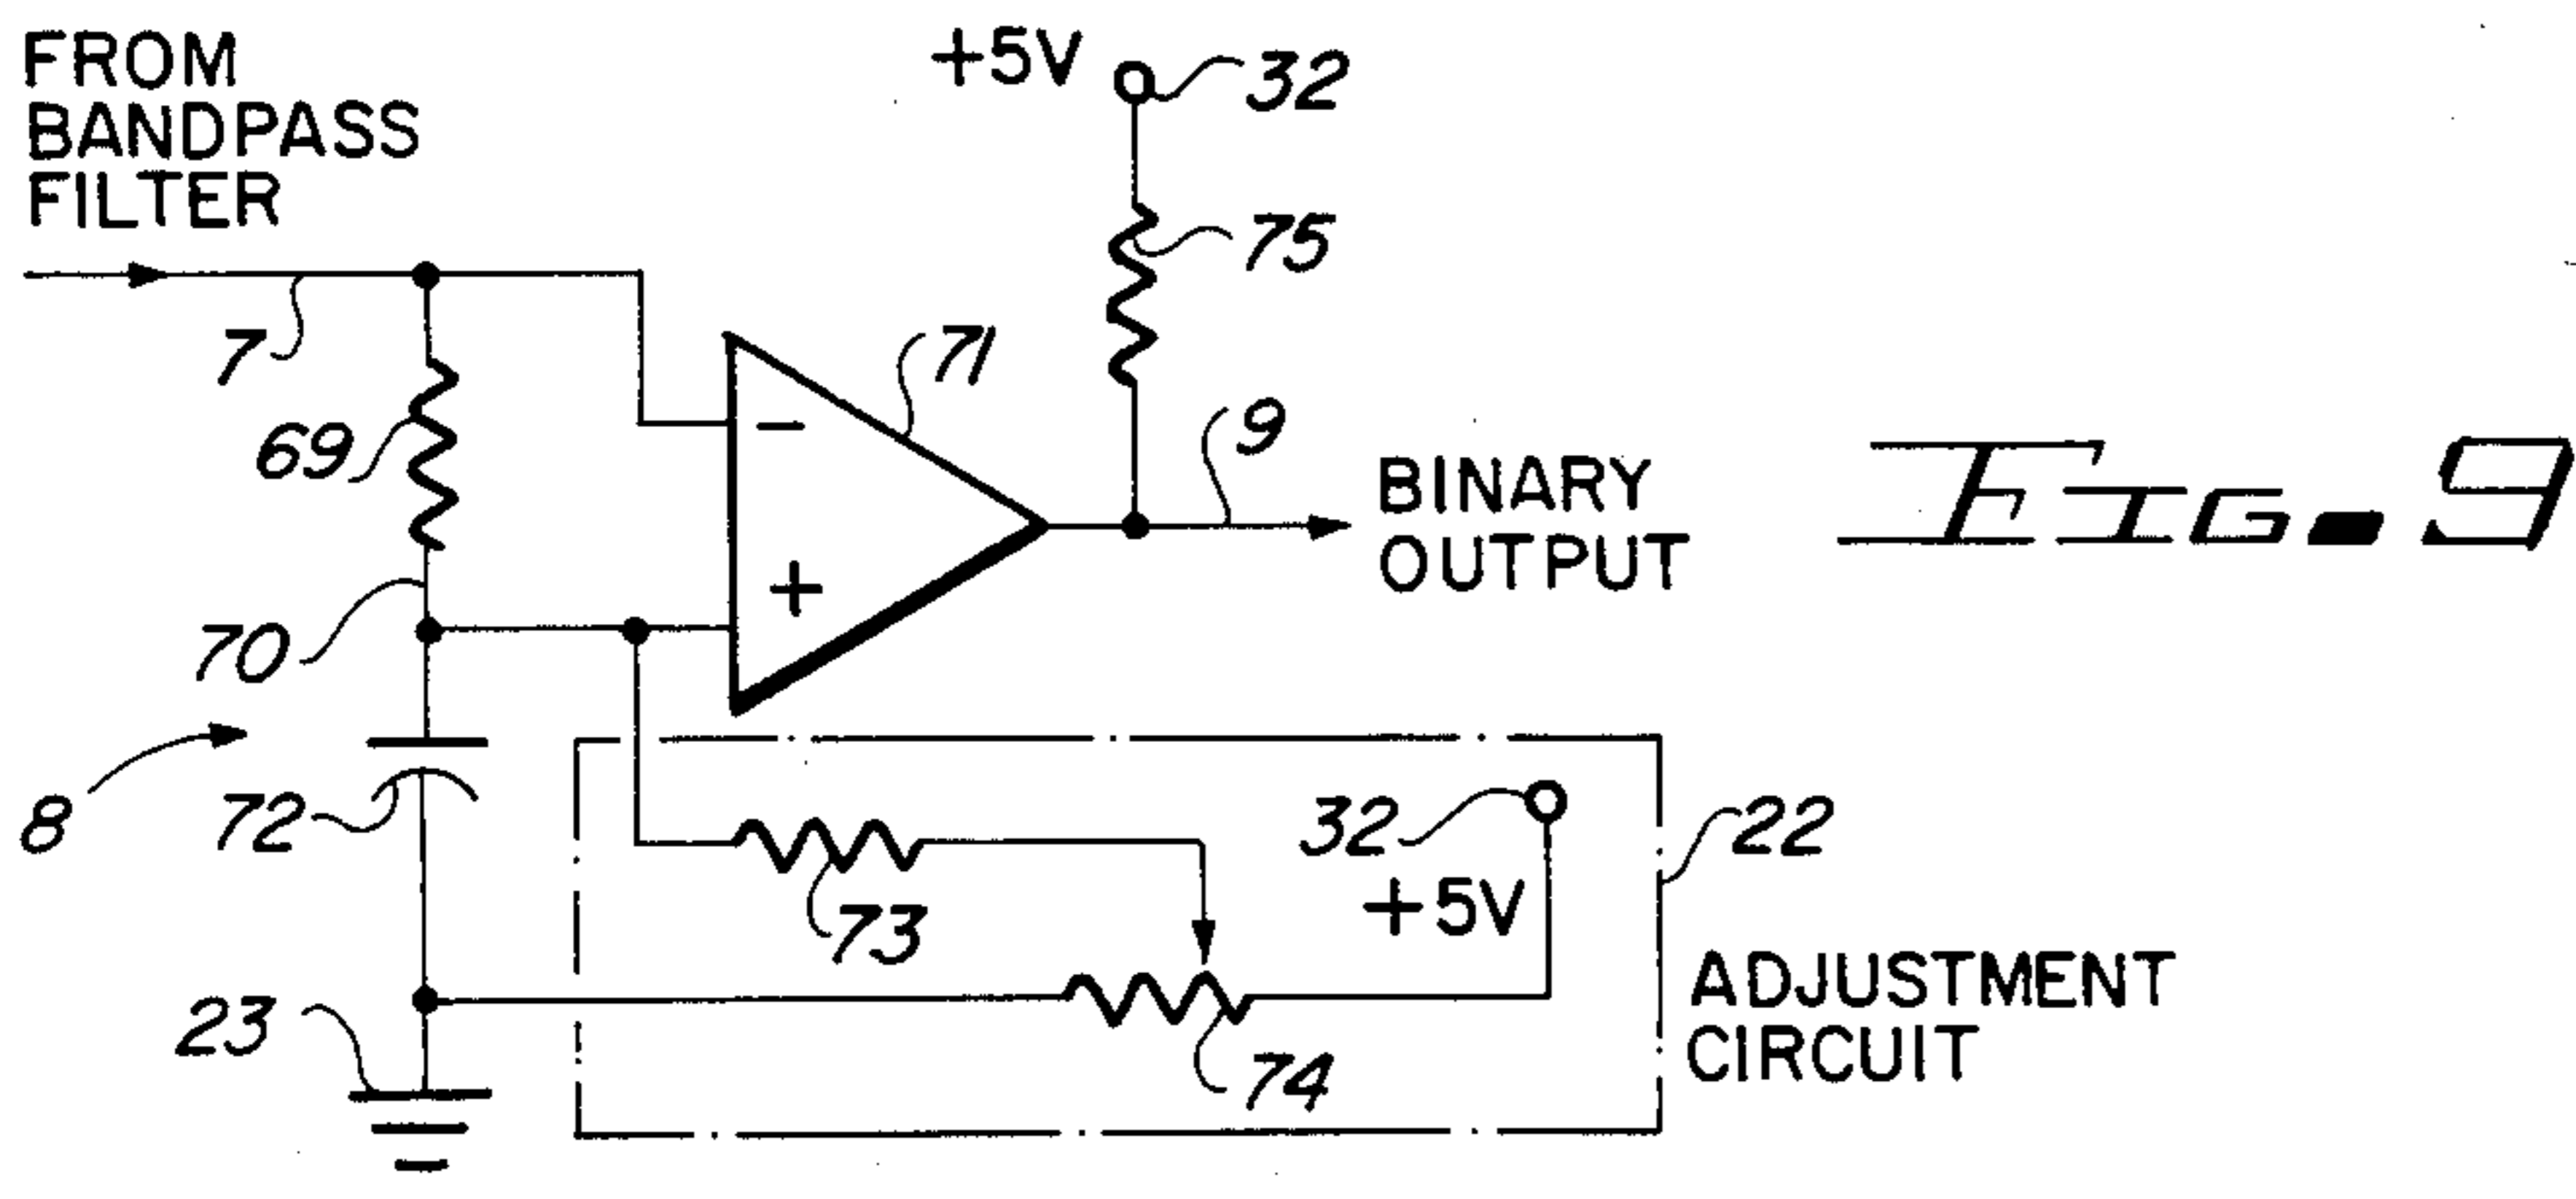 FROM
BANDPASS
FILTER
+5V
32
7
75
69
71
9
−
+
BINARY
OUTPUT
FIG. 9
70
8
72
32
+5V
22
73
ADJUSTMENT
CIRCUIT
23
74